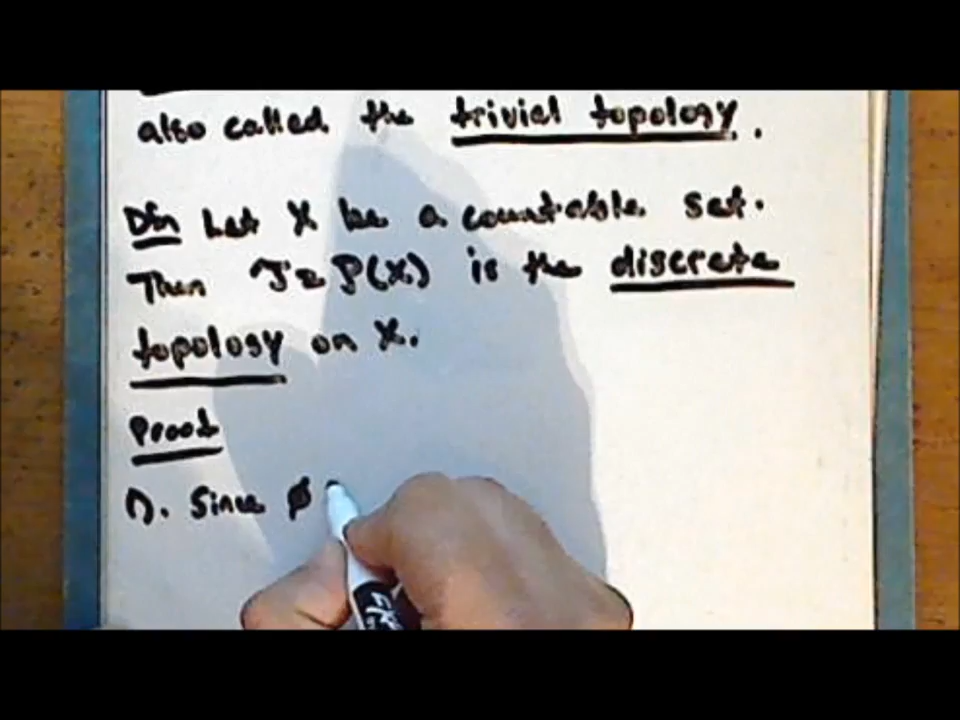 also called the trivial topology.
Dfn Let X be a countable set.
Then 𝒯 = P(X) is the discrete
topology on X.
Proof
1). Since ∅